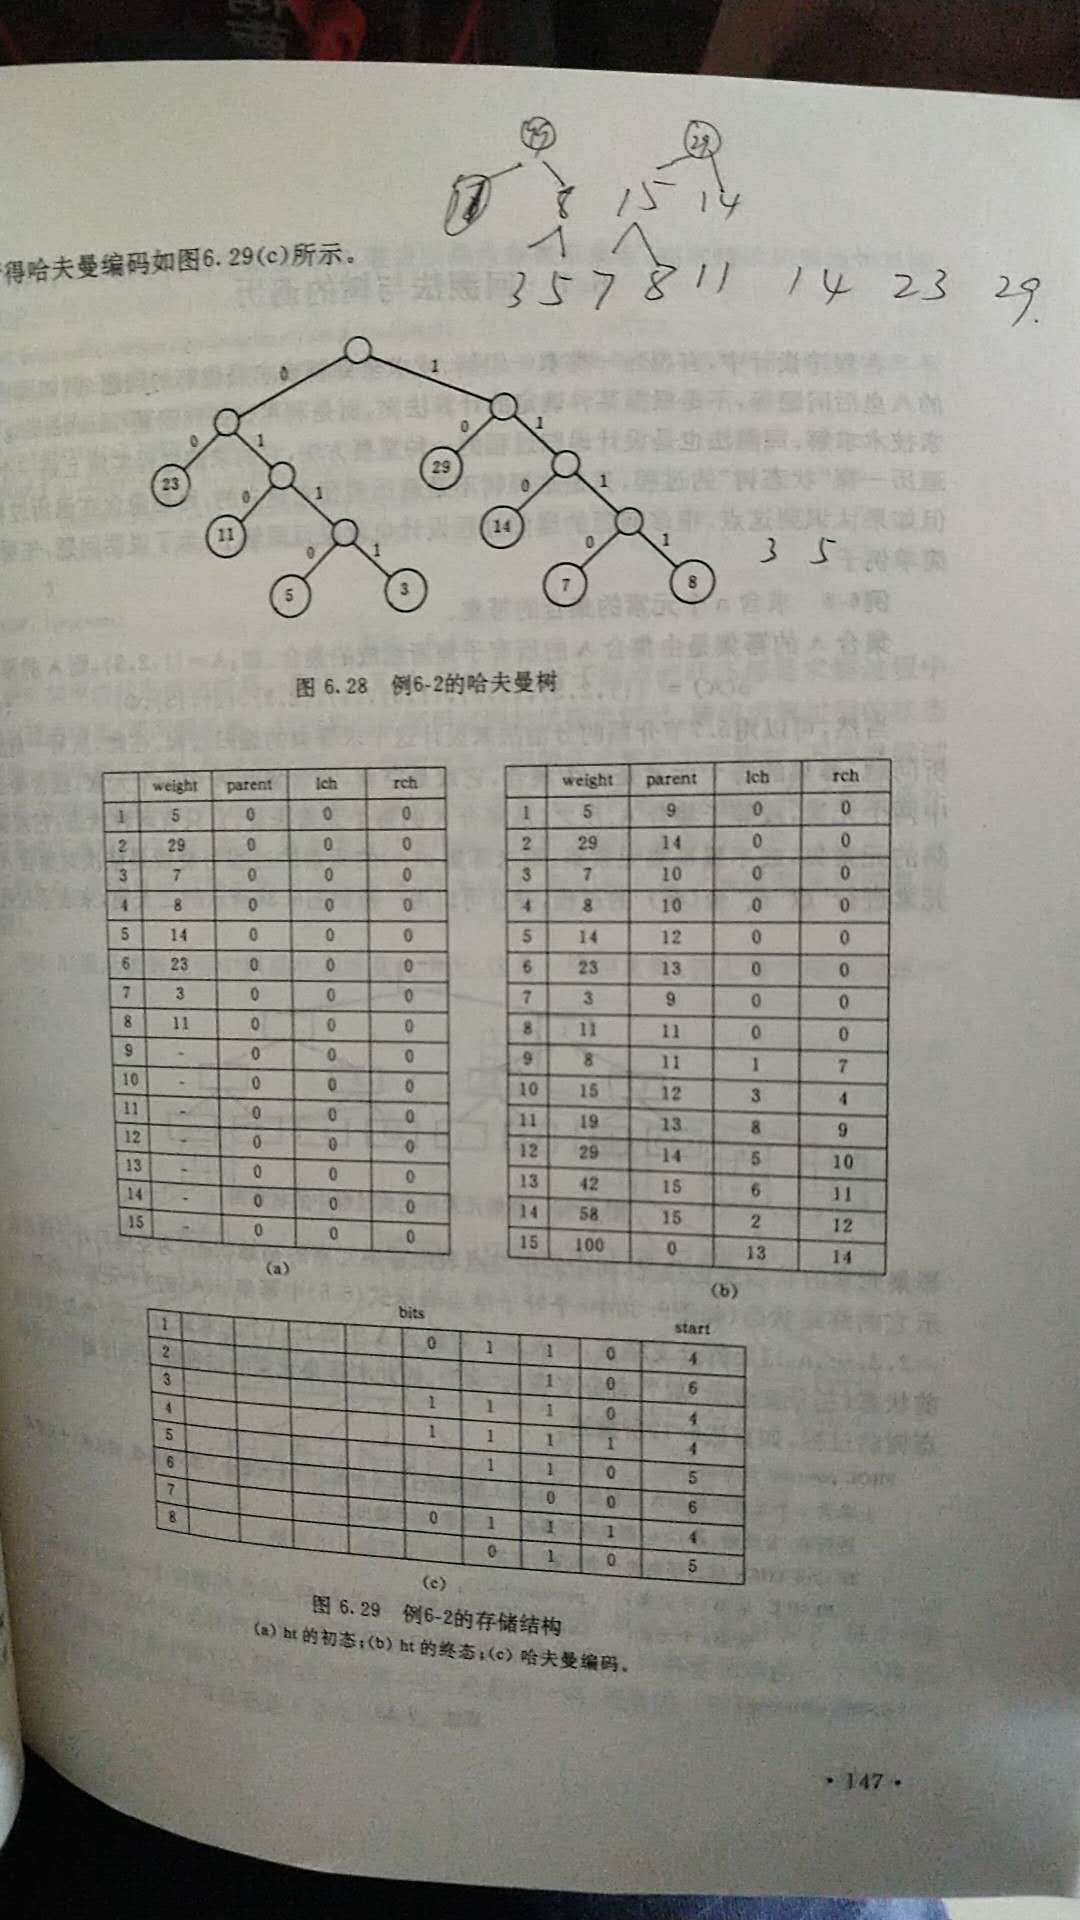 29
8 15 14
得哈夫曼编码如图6.29(c)所示。
3 5 7 8 11 14 23 29.
0 1
0 1 0 1
23 29
0 1 0 1
11 14
0 1 0 1
5 3 7 8
3 5
图 6.28 例6-2的哈夫曼树
weight parent lch rch
1 5 0 0 0
2 29 0 0 0
3 7 0 0 0
4 8 0 0 0
5 14 0 0 0
6 23 0 0 0
7 3 0 0 0
8 11 0 0 0
9 - 0 0 0
10 - 0 0 0
11 - 0 0 0
12 - 0 0 0
13 - 0 0 0
14 - 0 0 0
15 - 0 0 0
(a)
weight parent lch rch
1 5 9 0 0
2 29 14 0 0
3 7 10 0 0
4 8 10 0 0
5 14 12 0 0
6 23 13 0 0
7 3 9 0 0
8 11 11 0 0
9 8 11 1 7
10 15 12 3 4
11 19 13 8 9
12 29 14 5 10
13 42 15 6 11
14 58 15 2 12
15 100 0 13 14
(b)
bits start
1 0 1 1 0 4
2 1 0 6
3 1 1 1 0 4
4 1 1 1 1 4
5 1 1 0 5
6 0 0 6
7 0 1 1 1 4
8 0 1 0 5
(c)
图 6.29 例6-2的存储结构
(a) ht 的初态;(b) ht 的终态;(c) 哈夫曼编码。
· 147 ·